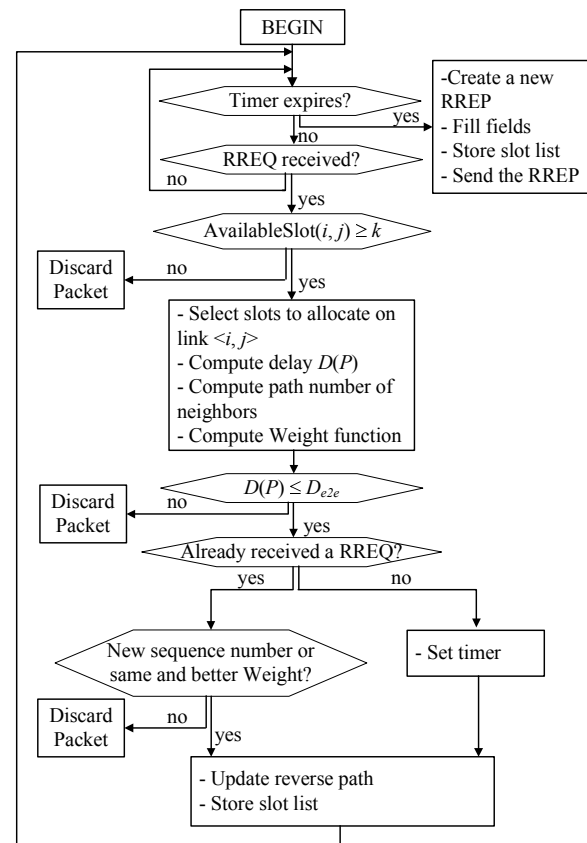 BEGIN
Timer expires?
yes
-Create a new
RREP
- Fill fields
- Store slot list
- Send the RREP
no
RREQ received?
no
yes
AvailableSlot(i, j) ≥ k
no
Discard
Packet
yes
- Select slots to allocate on
link <i, j>
- Compute delay D(P)
- Compute path number of
neighbors
- Compute Weight function
D(P) ≤ De2e
no
Discard
Packet
yes
Already received a RREQ?
yes
no
New sequence number or
same and better Weight?
- Set timer
no
Discard
Packet
yes
- Update reverse path
- Store slot list